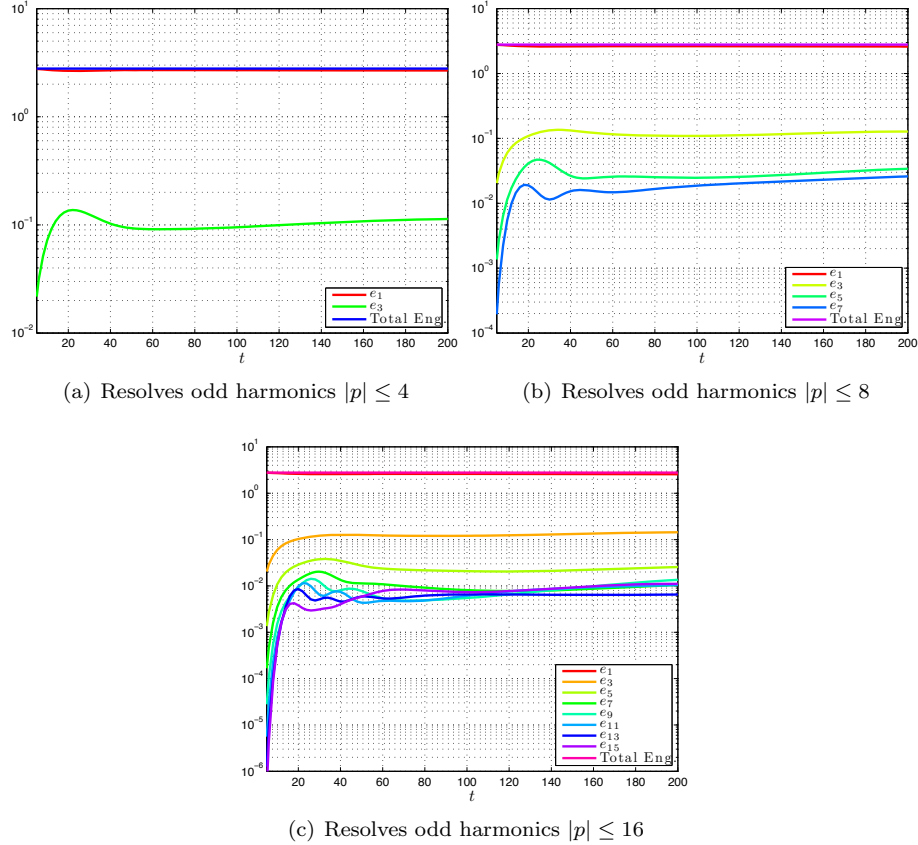 10^1
10^0
10^-1
10^-2
20 40 60 80 100 120 140 160 180 200
t
e_1
e_3
Total Eng.
(a) Resolves odd harmonics |p| ≤ 4
10^1
10^0
10^-1
10^-2
10^-3
10^-4
20 40 60 80 100 120 140 160 180 200
t
e_1
e_3
e_5
e_7
Total Eng.
(b) Resolves odd harmonics |p| ≤ 8
10^1
10^0
10^-1
10^-2
10^-3
10^-4
10^-5
10^-6
20 40 60 80 100 120 140 160 180 200
t
e_1
e_3
e_5
e_7
e_9
e_11
e_13
e_15
Total Eng.
(c) Resolves odd harmonics |p| ≤ 16